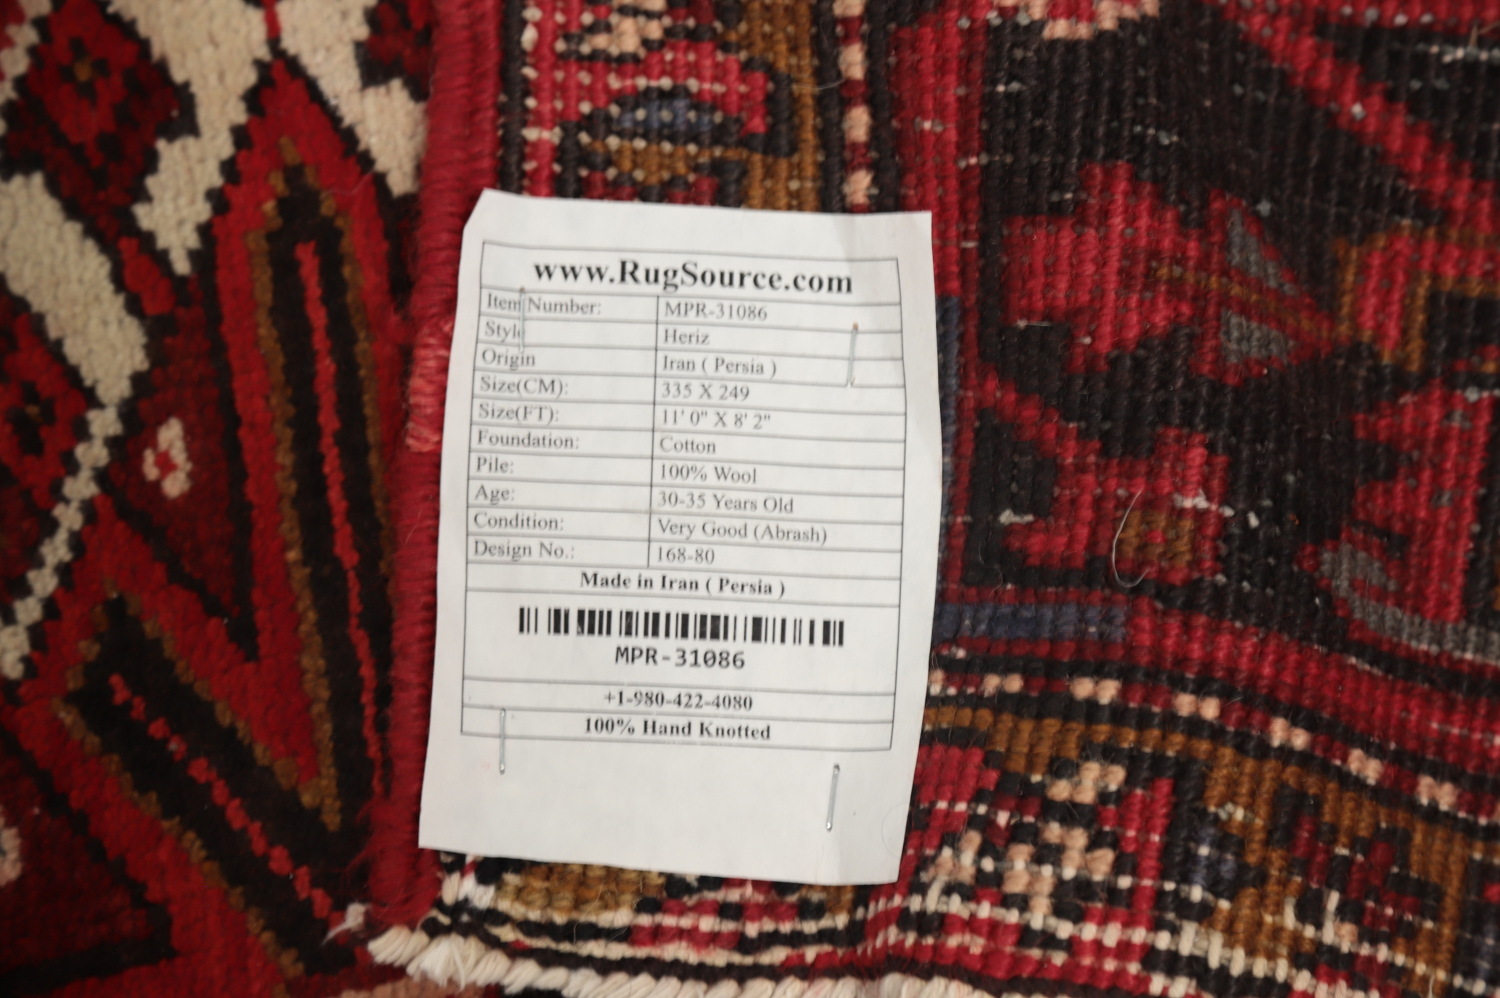 www.RugSource.com
Item Number: MPR-31086
Style Heriz
Origin Iran ( Persia )
Size(CM): 335 X 249
Size(FT): 11' 0" X 8' 2"
Foundation: Cotton
Pile: 100% Wool
Age: 30-35 Years Old
Condition: Very Good (Abrash)
Design No.: 168-80
Made in Iran ( Persia )
MPR-31086
+1-980-422-4080
100% Hand Knotted